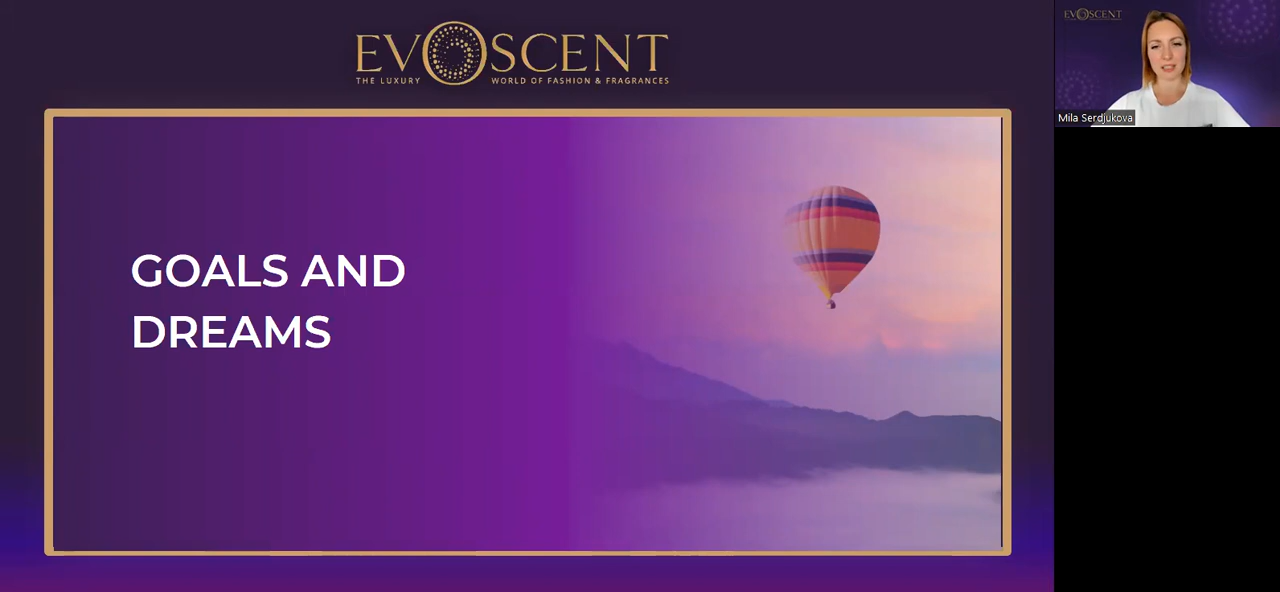 EVOSCENT
THE LUXURY WORLD OF FASHION & FRAGRANCES
GOALS AND
DREAMS
EVOSCENT
Mila Serdjukova